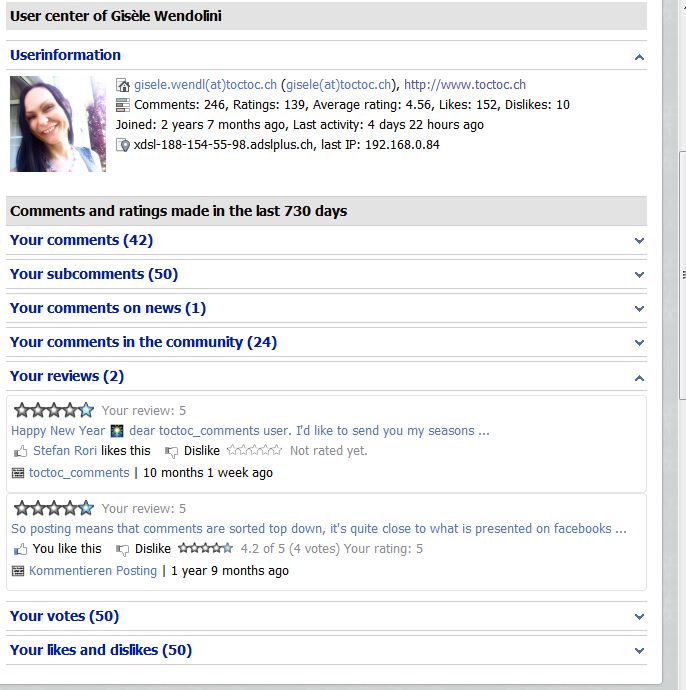 User center of Gisèle Wendolini
Userinformation
gisele.wendl(at)toctoc.ch (gisele(at)toctoc.ch), http://www.toctoc.ch
Comments: 246, Ratings: 139, Average rating: 4.56, Likes: 152, Dislikes: 10
Joined: 2 years 7 months ago, Last activity: 4 days 22 hours ago
xdsl-188-154-55-98.adslplus.ch, last IP: 192.168.0.84
Comments and ratings made in the last 730 days
Your comments (42)
Your subcomments (50)
Your comments on news (1)
Your comments in the community (24)
Your reviews (2)
Your review: 5
Happy New Year dear toctoc_comments user. I'd like to send you my seasons ...
Stefan Rori likes this Dislike Not rated yet.
toctoc_comments | 10 months 1 week ago
Your review: 5
So posting means that comments are sorted top down, it's quite close to what is presented on facebooks ...
You like this Dislike 4.2 of 5 (4 votes) Your rating: 5
Kommentieren Posting | 1 year 9 months ago
Your votes (50)
Your likes and dislikes (50)